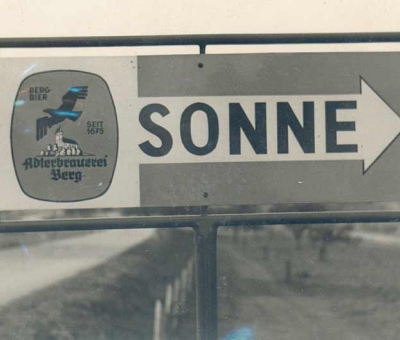 BERG-
BIER
SEIT
1675
Adlerbrauerei
Berg
SONNE